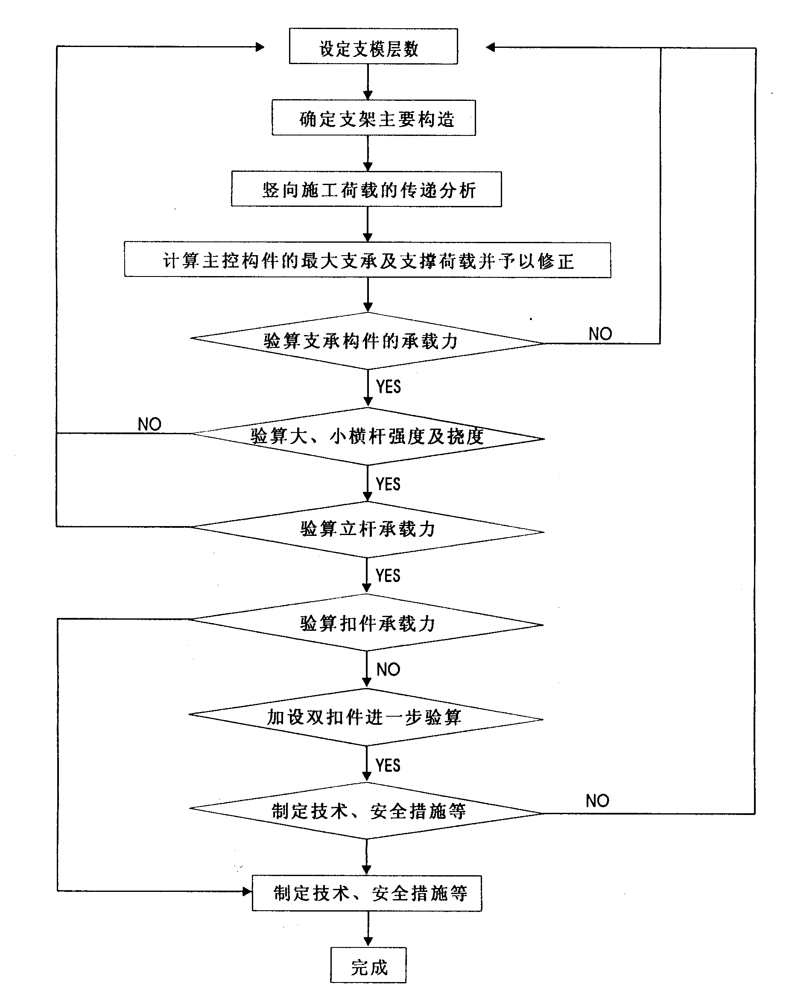 设定支模层数
确定支架主要构造
竖向施工荷载的传递分析
计算主控构件的最大支承及支撑荷载并予以修正
验算支承构件的承载力
NO
YES
NO
验算大、小横杆强度及挠度
YES
验算立杆承载力
YES
验算扣件承载力
NO
加设双扣件进一步验算
YES
制定技术、安全措施等
NO
制定技术、安全措施等
完成